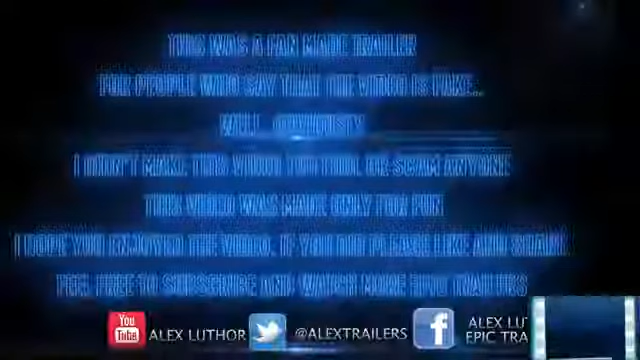 THIS WAS A FAN MADE TRAILER
FOR PEOPLE WHO SAY THAT THE VIDEO IS FAKE...
WELL... OBVIOUSLY
I DIDN'T MAKE THIS VIDEO TO TROLL OR SCAM ANYONE
THIS VIDEO WAS MADE ONLY FOR FUN
I HOPE YOU ENJOYED THE VIDEO, IF YOU DID PLEASE LIKE AND SHARE
FEEL FREE TO SUBSCRIBE AND WATCH MORE EPIC TRAILERS
You Tube ALEX LUTHOR @ALEXTRAILERS f ALEX LUT
EPIC TRA